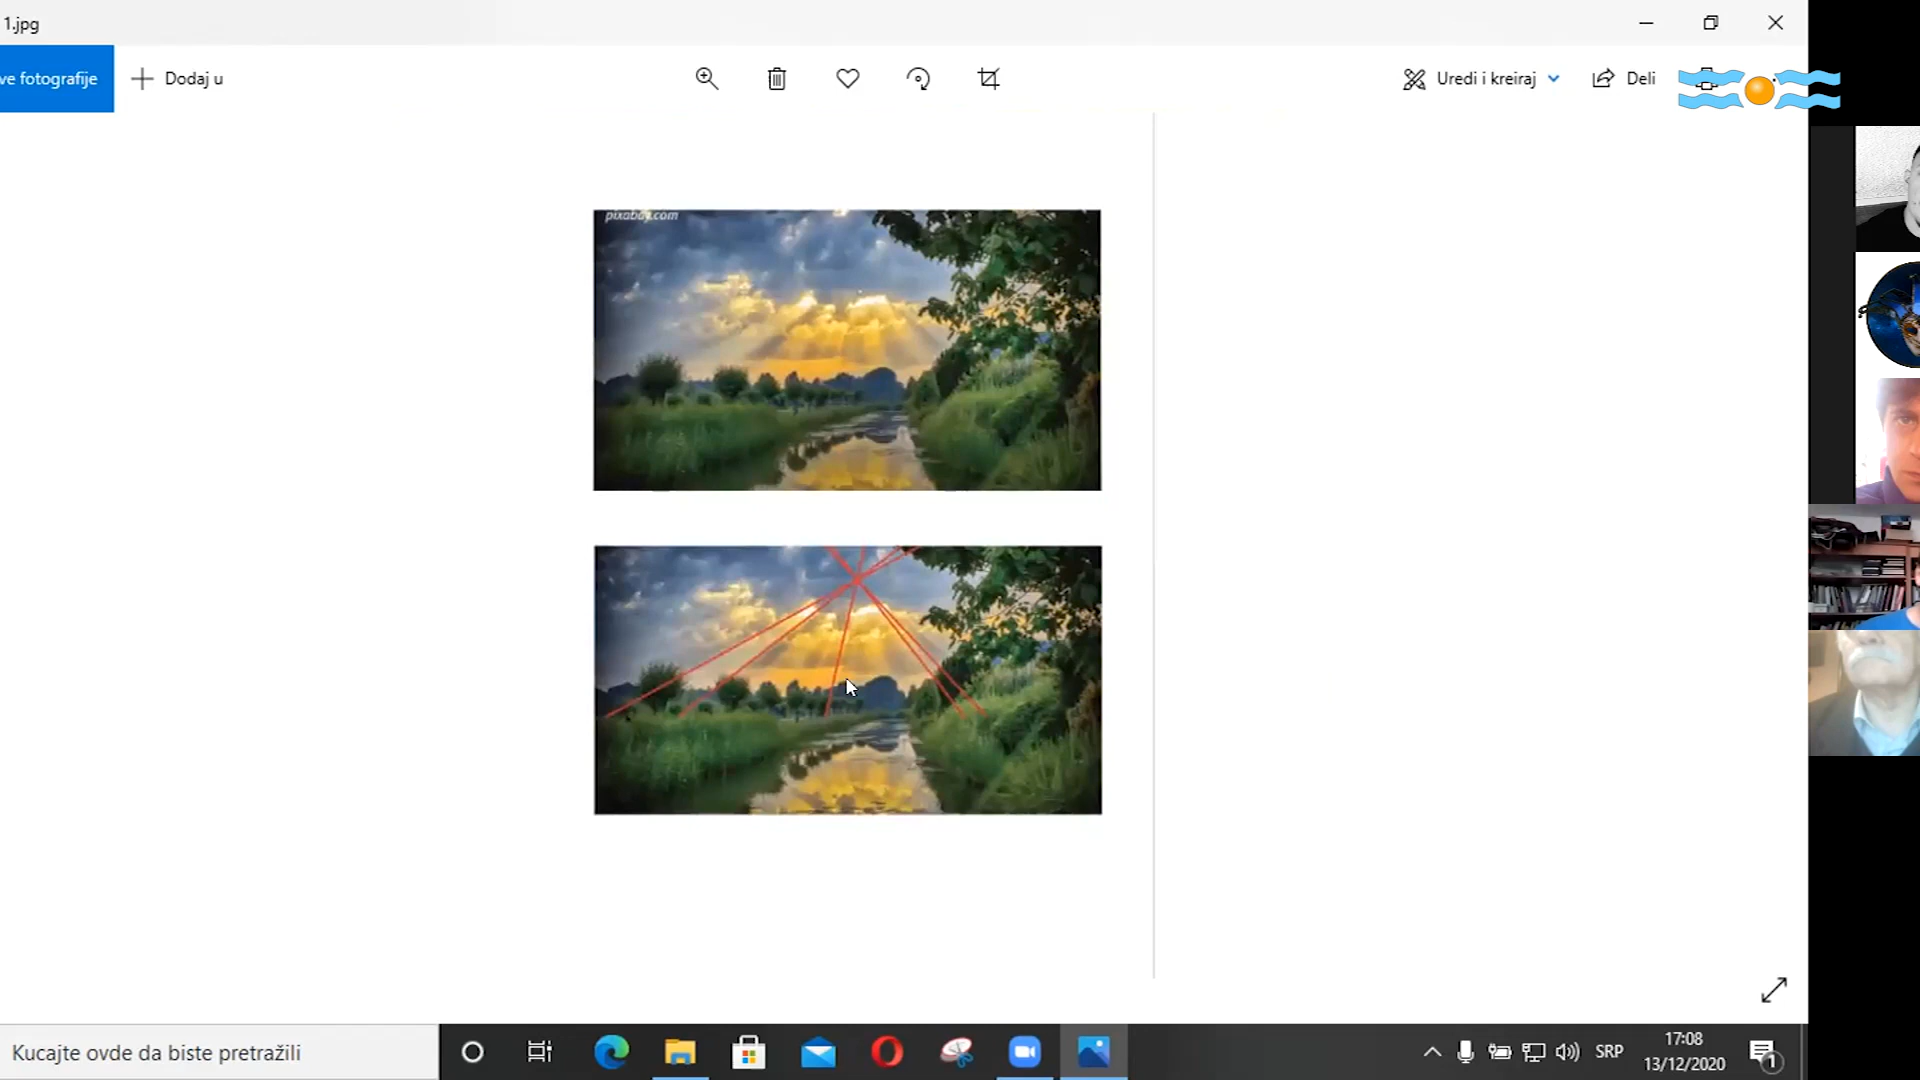 1.jpg
ve fotografije
Dodaj u
Uredi i kreiraj
Deli
pixabay.com
Kucajte ovde da biste pretražili
SRP
17:08
13/12/2020
1